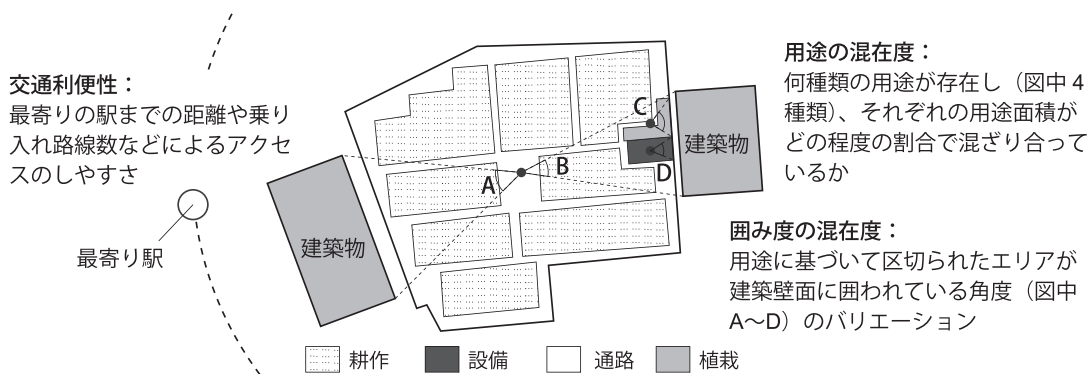 交通利便性：
最寄りの駅までの距離や乗り
入れ路線数などによるアクセ
スのしやすさ
最寄り駅
建築物
A
B
C
D
建築物
用途の混在度：
何種類の用途が存在し（図中 4
種類）、それぞれの用途面積が
どの程度の割合で混ざり合って
いるか
囲み度の混在度：
用途に基づいて区切られたエリアが
建築壁面に囲われている角度（図中
A〜D）のバリエーション
耕作
設備
通路
植栽